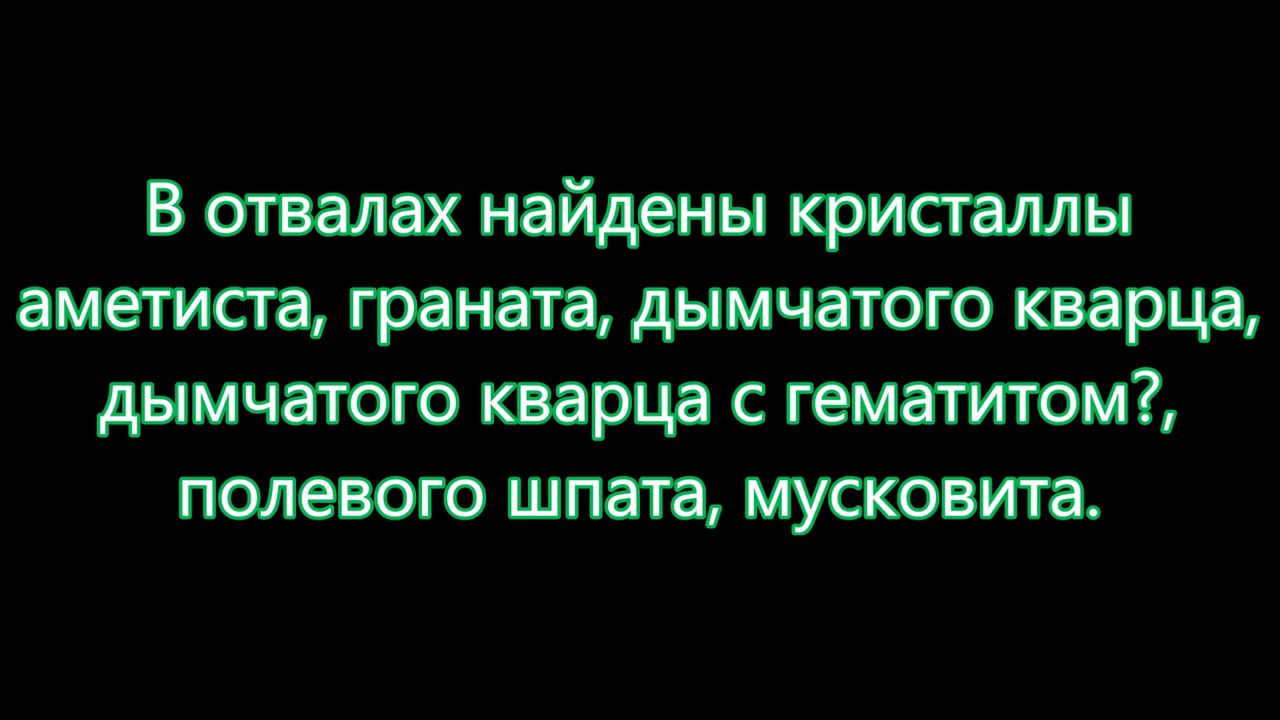 В отвалах найдены кристаллы
аметиста, граната, дымчатого кварца,
дымчатого кварца с гематитом?,
полевого шпата, мусковита.